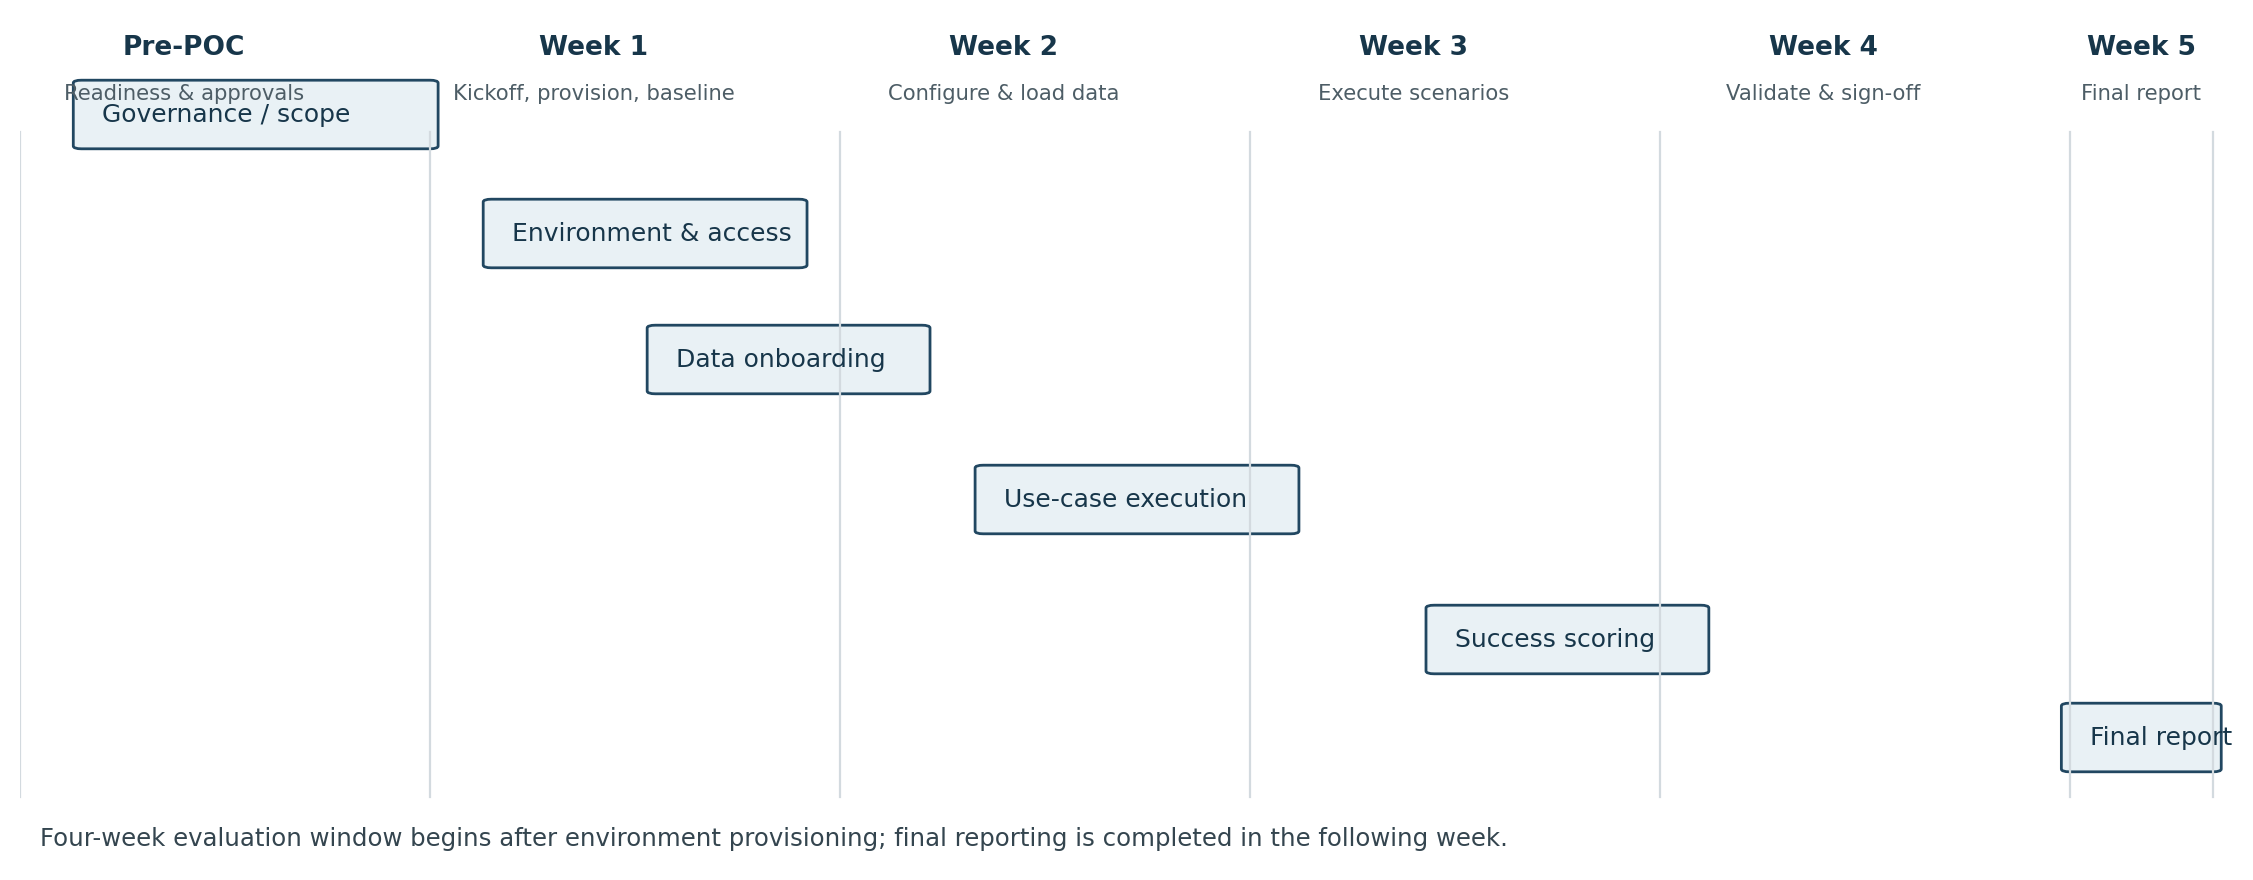 Pre-POC
Week 1
Week 2
Week 3
Week 4
Week 5
Readiness & approvals
Kickoff, provision, baseline
Configure & load data
Execute scenarios
Validate & sign-off
Final report
Governance / scope
Environment & access
Data onboarding
Use-case execution
Success scoring
Final report
Four-week evaluation window begins after environment provisioning; final reporting is completed in the following week.